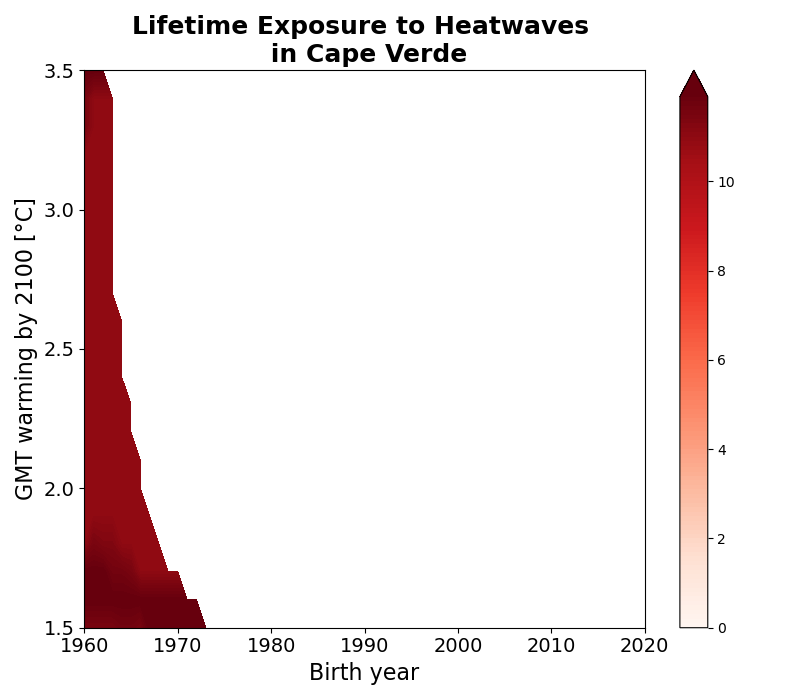 Lifetime Exposure to Heatwaves
in Cape Verde
3.5
3.0
2.5
2.0
1.5
GMT warming by 2100 [°C]
1960 1970 1980 1990 2000 2010 2020
Birth year
10
8
6
4
2
0